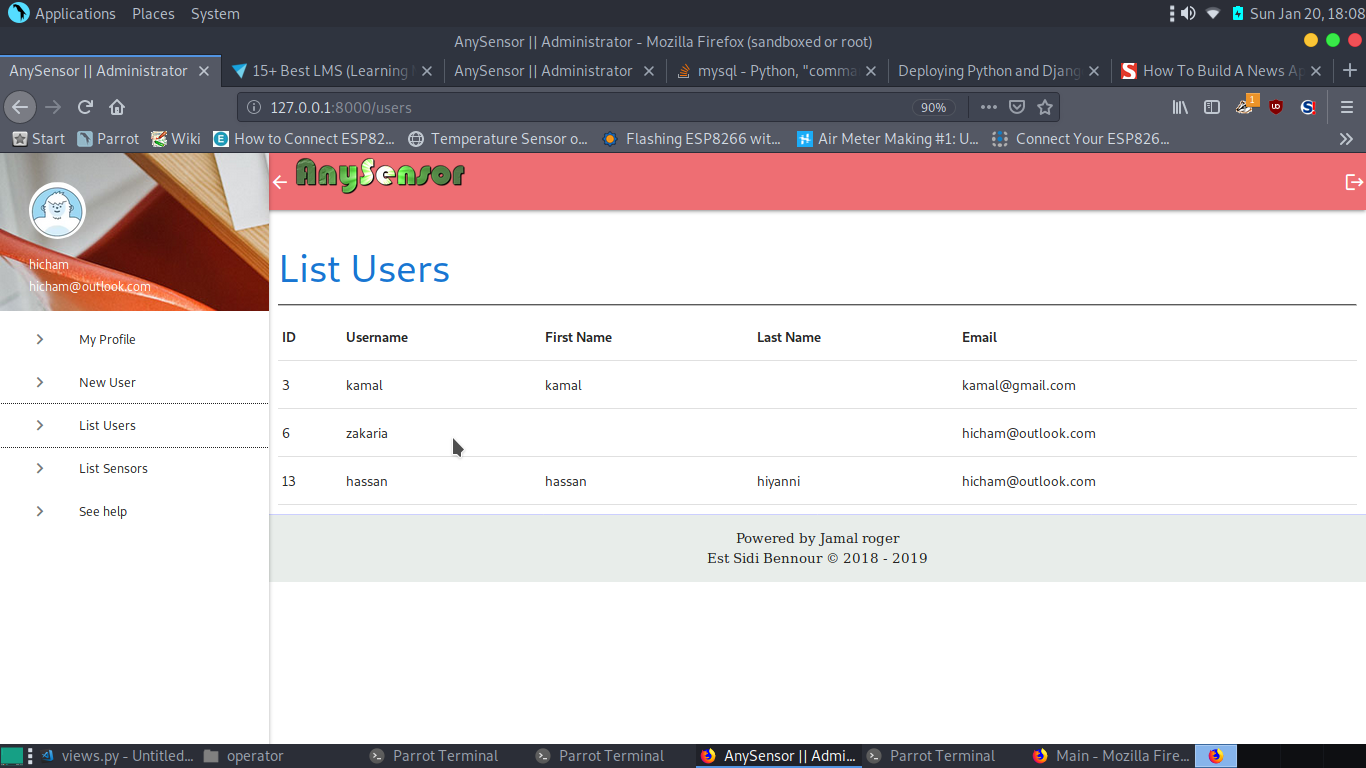 Applications Places System Sun Jan 20, 18:08
AnySensor || Administrator - Mozilla Firefox (sandboxed or root)
AnySensor || Administrator 15+ Best LMS (Learning AnySensor || Administrator mysql - Python, "comma Deploying Python and Djang How To Build A News Ap
127.0.0.1:8000/users 90% 1
Start Parrot Wiki How to Connect ESP82... Temperature Sensor o... Flashing ESP8266 wit... Air Meter Making #1: U... Connect Your ESP826...
AnySensor
hicham
hicham@outlook.com
My Profile
New User
List Users
List Sensors
See help
List Users
ID Username First Name Last Name Email
3 kamal kamal kamal@gmail.com
6 zakaria hicham@outlook.com
13 hassan hassan hiyanni hicham@outlook.com
Powered by Jamal roger
Est Sidi Bennour © 2018 - 2019
views.py - Untitled... operator Parrot Terminal Parrot Terminal AnySensor || Admi... Parrot Terminal Main - Mozilla Fire...